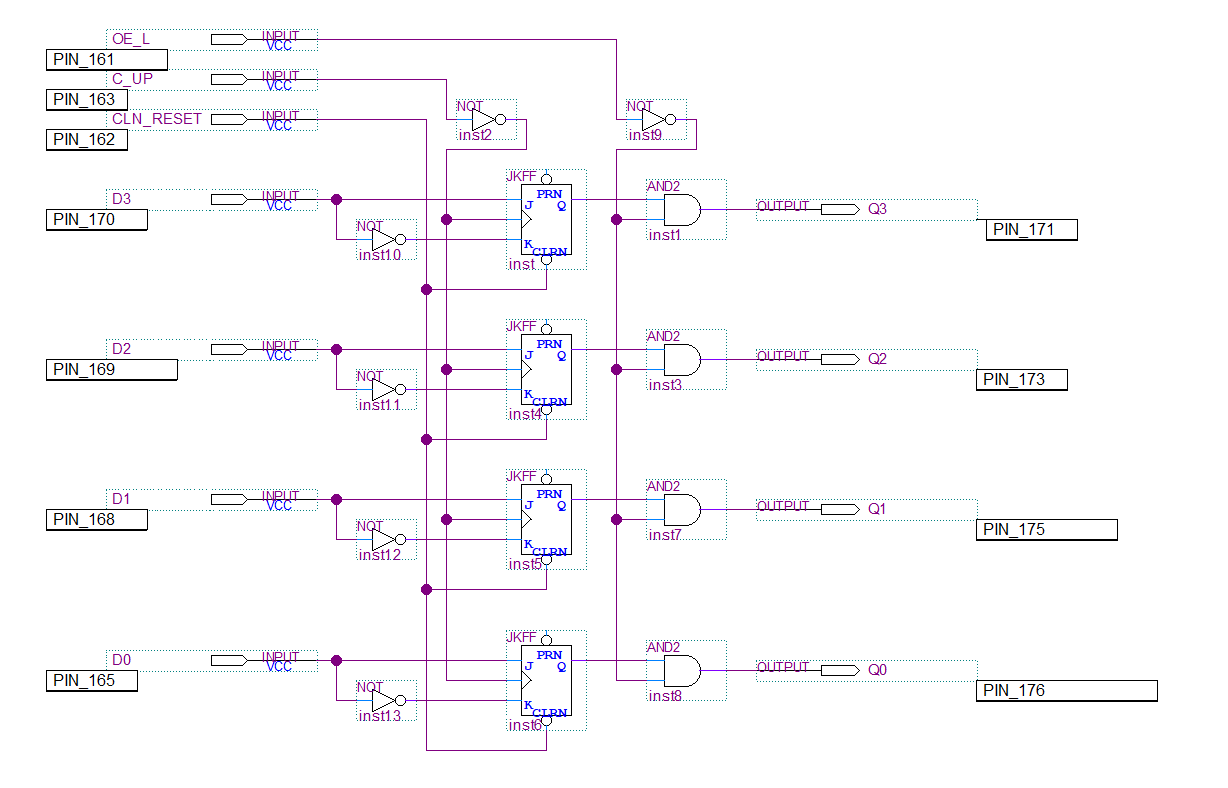 OE_L INPUT
VCC
PIN_161
C_UP INPUT
VCC
PIN_163
CLN_RESET INPUT
VCC
PIN_162
NOT
inst2
NOT
inst9
D3 INPUT
VCC
PIN_170
NOT
inst10
JKFF
PRN
J Q
K
CLRN
inst
AND2
inst1
OUTPUT Q3
PIN_171
D2 INPUT
VCC
PIN_169
NOT
inst11
JKFF
PRN
J Q
K
CLRN
inst4
AND2
inst3
OUTPUT Q2
PIN_173
D1 INPUT
VCC
PIN_168
NOT
inst12
JKFF
PRN
J Q
K
CLRN
inst5
AND2
inst7
OUTPUT Q1
PIN_175
D0 INPUT
VCC
PIN_165
NOT
inst13
JKFF
PRN
J Q
K
CLRN
inst6
AND2
inst8
OUTPUT Q0
PIN_176